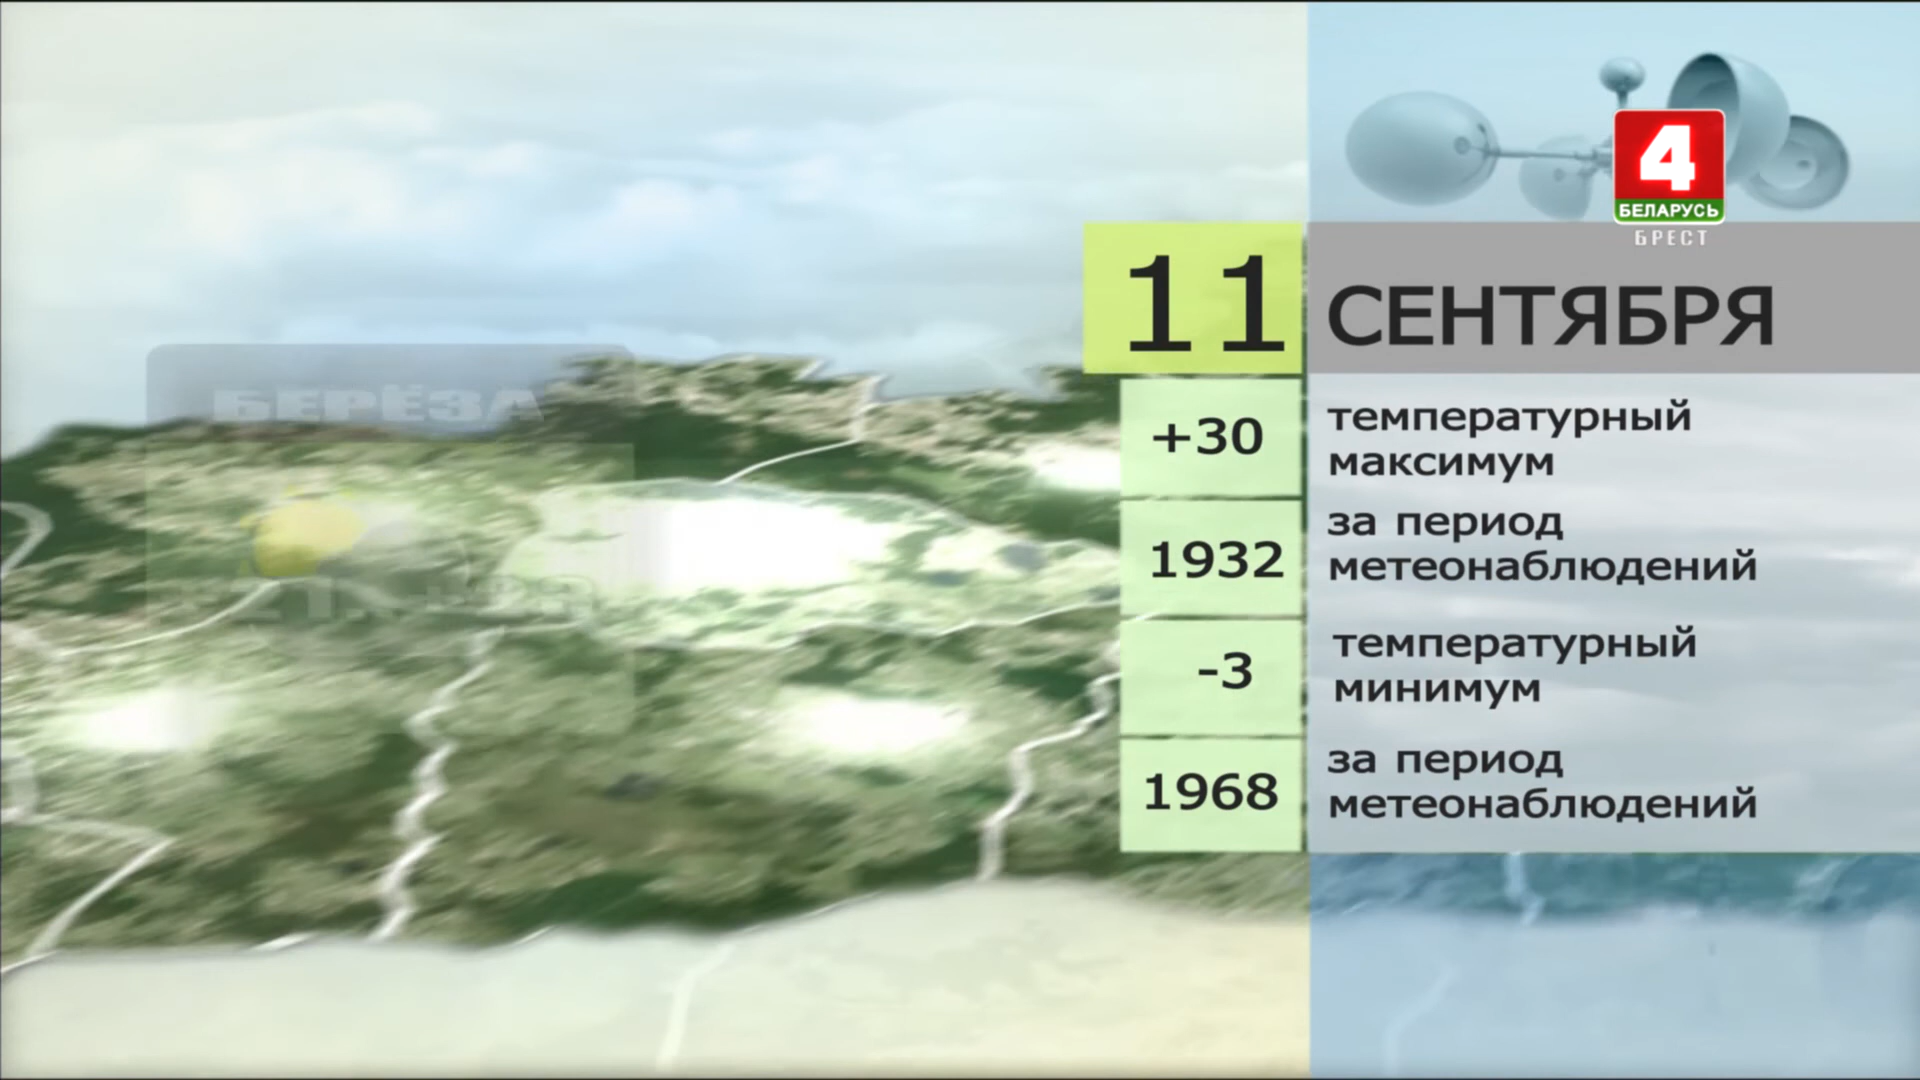 4
БЕЛАРУСЬ
БРЕСТ
11 СЕНТЯБРЯ
+30 температурный
максимум
1932 за период
метеонаблюдений
-3 температурный
минимум
1968 за период
метеонаблюдений
БЕРЁЗА